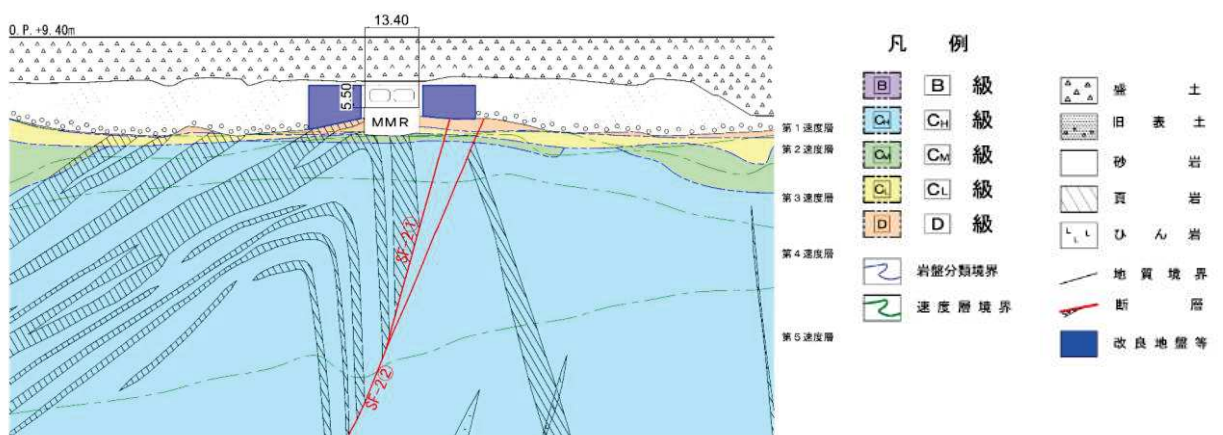 13.40
O.P.+9.40m
5.50
MMR
第1速度層
第2速度層
第3速度層
第4速度層
第5速度層
SF-2①
SF-2②
凡 例
B B 級
CH CH 級
CM CM 級
CL CL 級
D D 級
岩盤分類境界
速度層境界
盛土
旧表土
砂岩
頁岩
ひん岩
地質境界
断層
改良地盤等